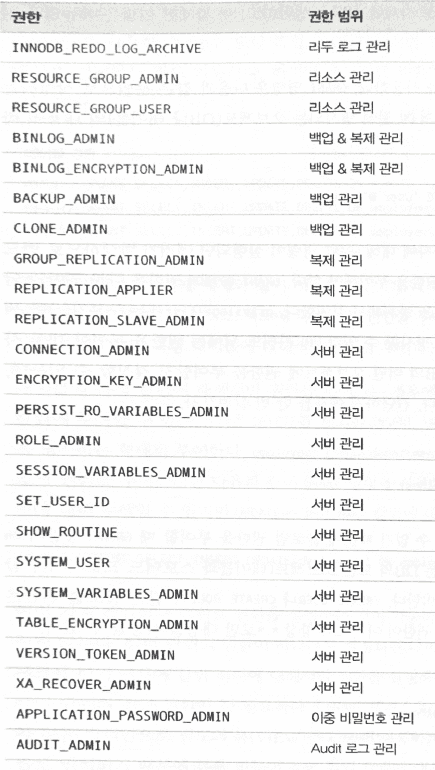 권한 권한 범위
INNODB_REDO_LOG_ARCHIVE 리두 로그 관리
RESOURCE_GROUP_ADMIN 리소스 관리
RESOURCE_GROUP_USER 리소스 관리
BINLOG_ADMIN 백업 & 복제 관리
BINLOG_ENCRYPTION_ADMIN 백업 & 복제 관리
BACKUP_ADMIN 백업 관리
CLONE_ADMIN 백업 관리
GROUP_REPLICATION_ADMIN 복제 관리
REPLICATION_APPLIER 복제 관리
REPLICATION_SLAVE_ADMIN 복제 관리
CONNECTION_ADMIN 서버 관리
ENCRYPTION_KEY_ADMIN 서버 관리
PERSIST_RO_VARIABLES_ADMIN 서버 관리
ROLE_ADMIN 서버 관리
SESSION_VARIABLES_ADMIN 서버 관리
SET_USER_ID 서버 관리
SHOW_ROUTINE 서버 관리
SYSTEM_USER 서버 관리
SYSTEM_VARIABLES_ADMIN 서버 관리
TABLE_ENCRYPTION_ADMIN 서버 관리
VERSION_TOKEN_ADMIN 서버 관리
XA_RECOVER_ADMIN 서버 관리
APPLICATION_PASSWORD_ADMIN 이중 비밀번호 관리
AUDIT_ADMIN Audit 로그 관리